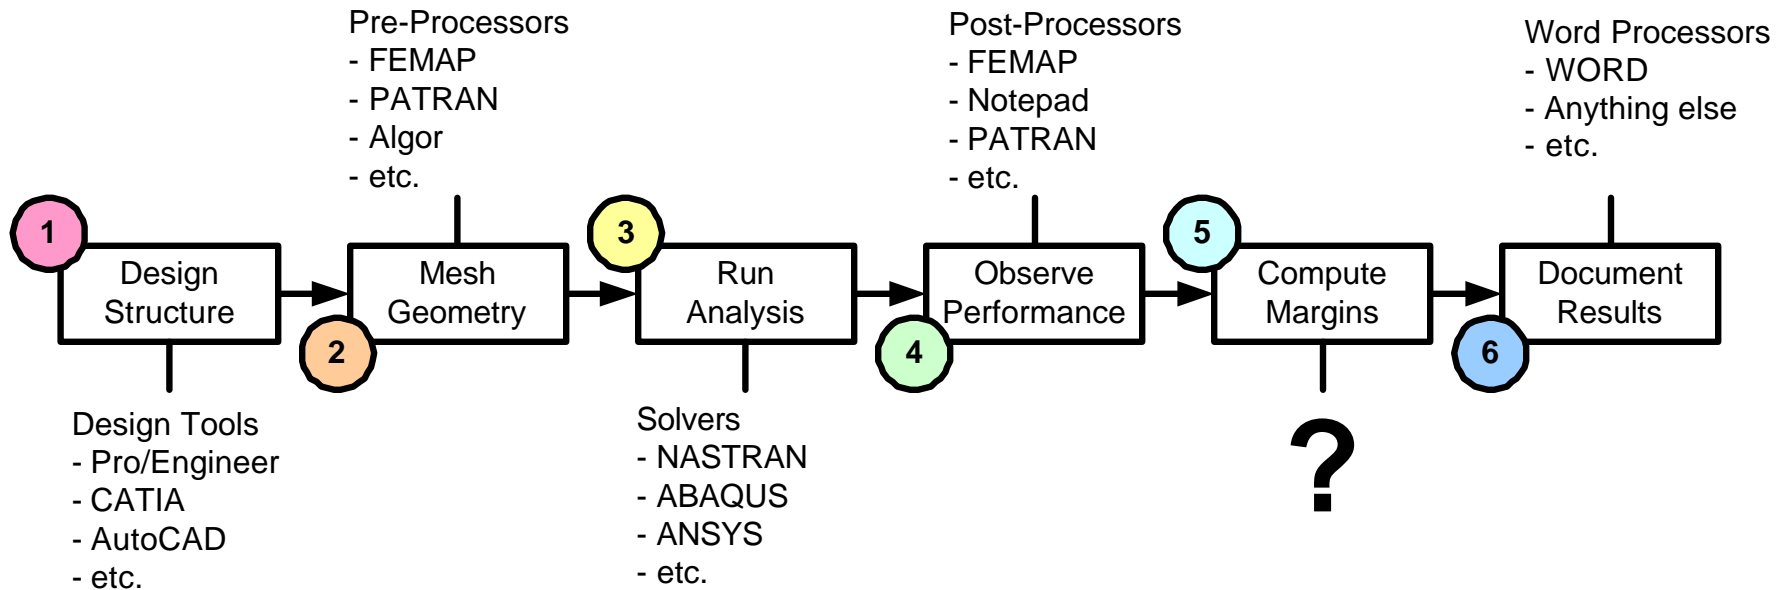 Pre-Processors
- FEMAP
- PATRAN
- Algor
- etc.
Post-Processors
- FEMAP
- Notepad
- PATRAN
- etc.
Word Processors
- WORD
- Anything else
- etc.
1
Design
Structure
2
Mesh
Geometry
3
Run
Analysis
4
Observe
Performance
5
Compute
Margins
6
Document
Results
Design Tools
- Pro/Engineer
- CATIA
- AutoCAD
- etc.
Solvers
- NASTRAN
- ABAQUS
- ANSYS
- etc.
?